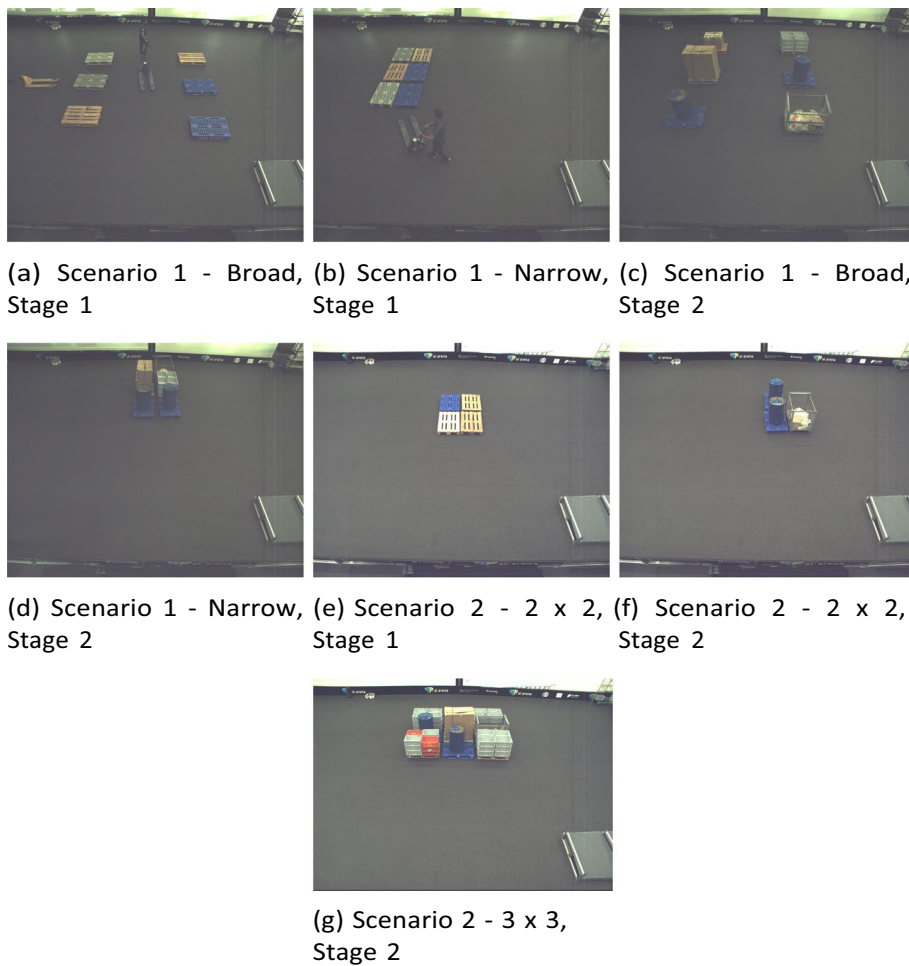 (a) Scenario 1 - Broad,
Stage 1
(b) Scenario 1 - Narrow,
Stage 1
(c) Scenario 1 - Broad,
Stage 2
(d) Scenario 1 - Narrow,
Stage 2
(e) Scenario 2 - 2 x 2,
Stage 1
(f) Scenario 2 - 2 x 2,
Stage 2
(g) Scenario 2 - 3 x 3,
Stage 2